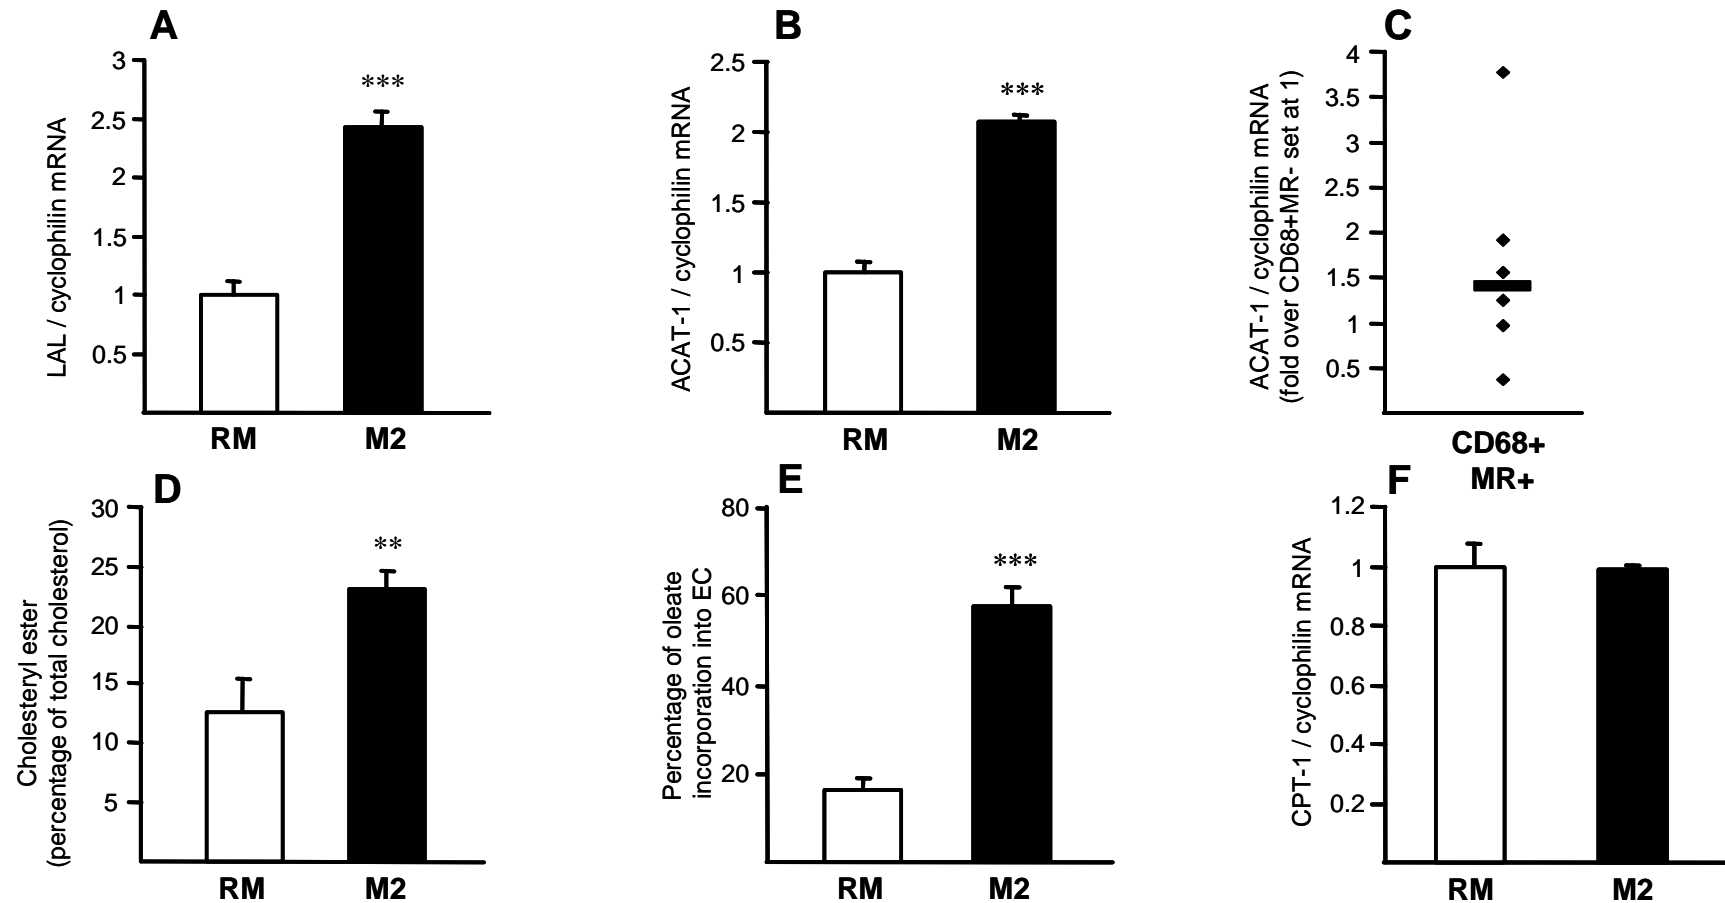 A
LAL / cyclophilin mRNA
3
2.5
2
1.5
1
0.5
***
RM
M2
B
ACAT-1 / cyclophilin mRNA
2.5
2
1.5
1
0.5
***
RM
M2
C
ACAT-1 / cyclophilin mRNA
(fold over CD68+MR- set at 1)
4
3.5
3
2.5
2
1.5
1
0.5
CD68+
MR+
D
Cholesteryl ester
(percentage of total cholesterol)
30
25
20
15
10
5
**
RM
M2
E
Percentage of oleate
incorporation into EC
80
60
40
20
***
RM
M2
F
CPT-1 / cyclophilin mRNA
1.2
1
0.8
0.6
0.4
0.2
RM
M2